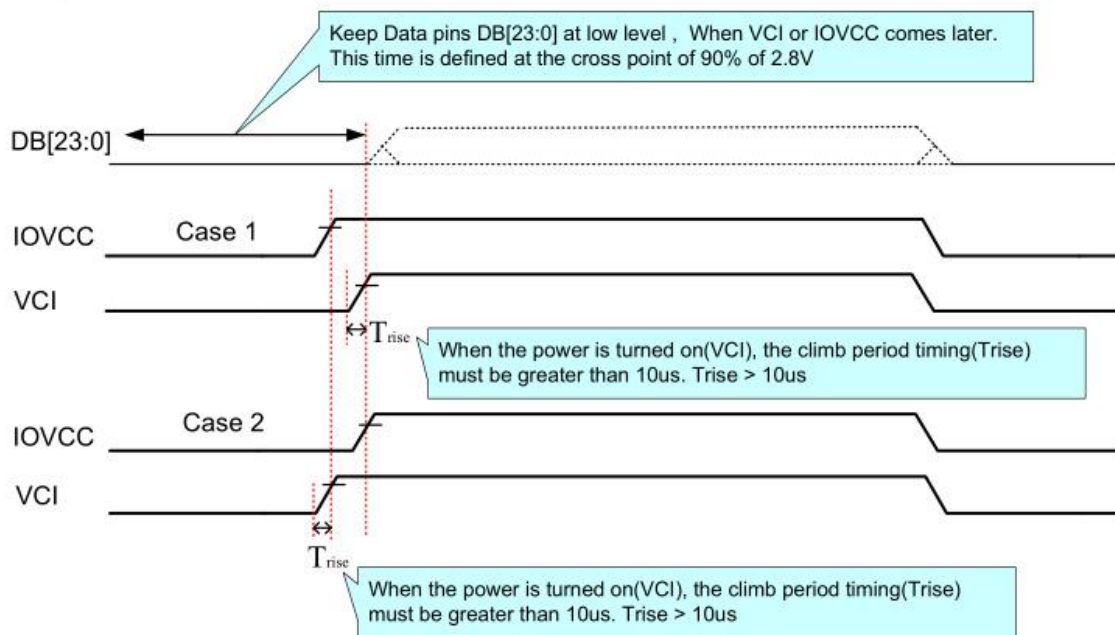 Keep Data pins DB[23:0] at low level , When VCI or IOVCC comes later.
This time is defined at the cross point of 90% of 2.8V
DB[23:0]
IOVCC
Case 1
VCI
Trise
When the power is turned on(VCI), the climb period timing(Trise)
must be greater than 10us. Trise > 10us
IOVCC
Case 2
VCI
Trise
When the power is turned on(VCI), the climb period timing(Trise)
must be greater than 10us. Trise > 10us